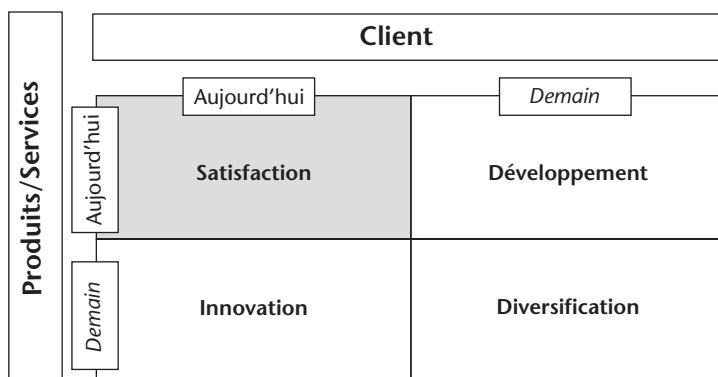 Client
Produits/Services
Aujourd'hui
Demain
Aujourd'hui
Satisfaction
Développement
Demain
Innovation
Diversification